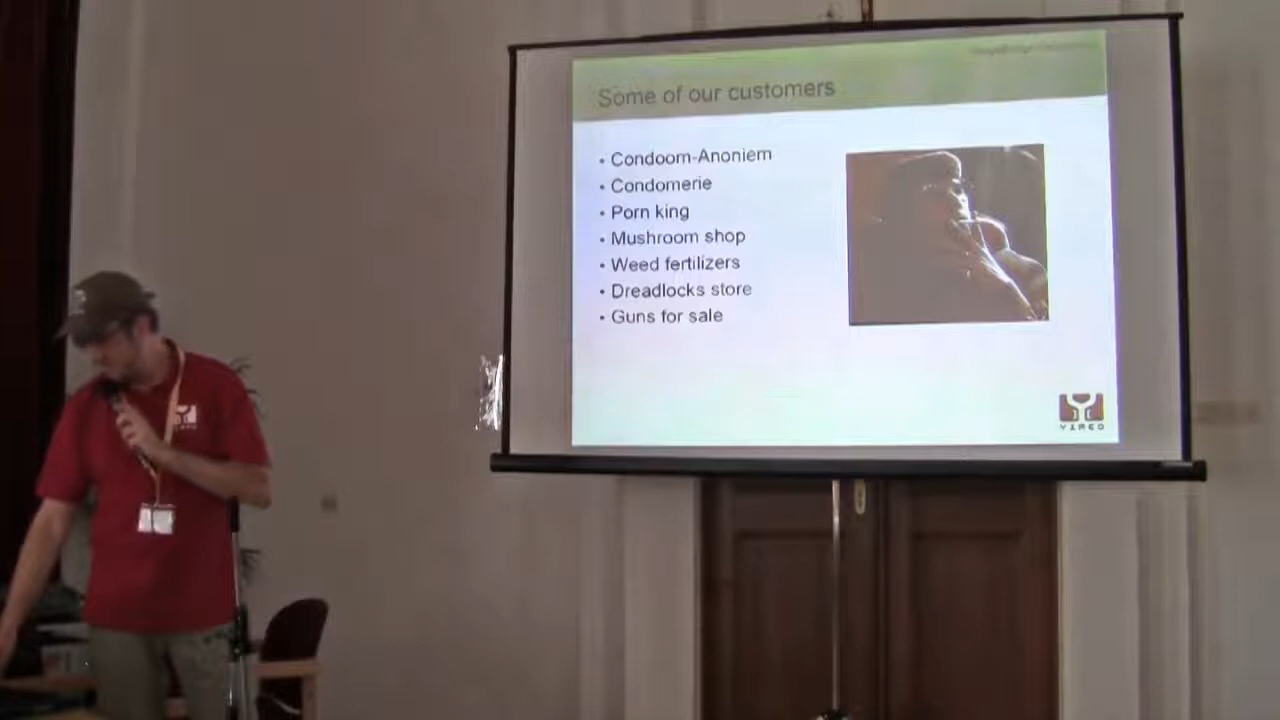 Some of our customers
• Condoom-Anoniem
• Condomerie
• Porn king
• Mushroom shop
• Weed fertilizers
• Dreadlocks store
• Guns for sale
YIREO